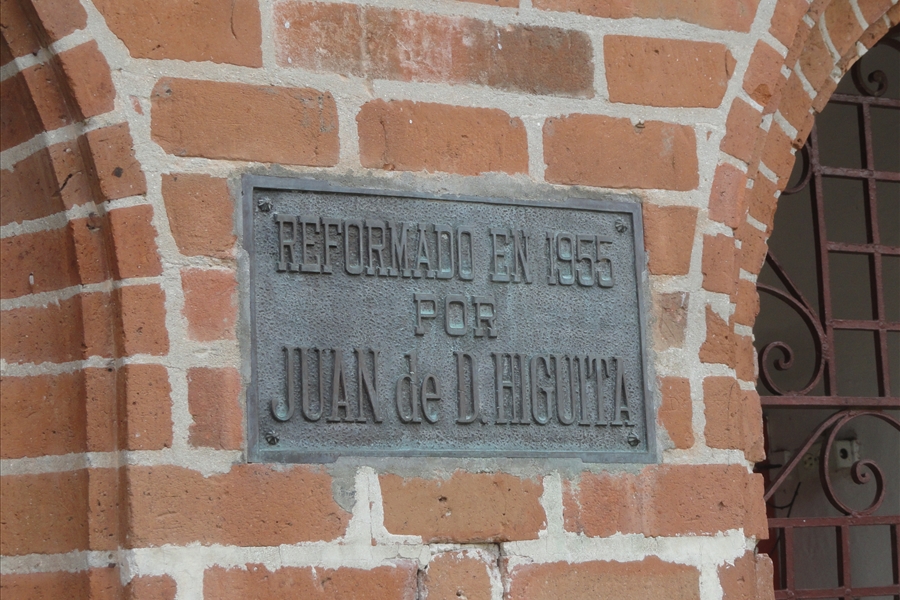 REFORMADO EN 1955
POR
JUAN de D. HIGUITA